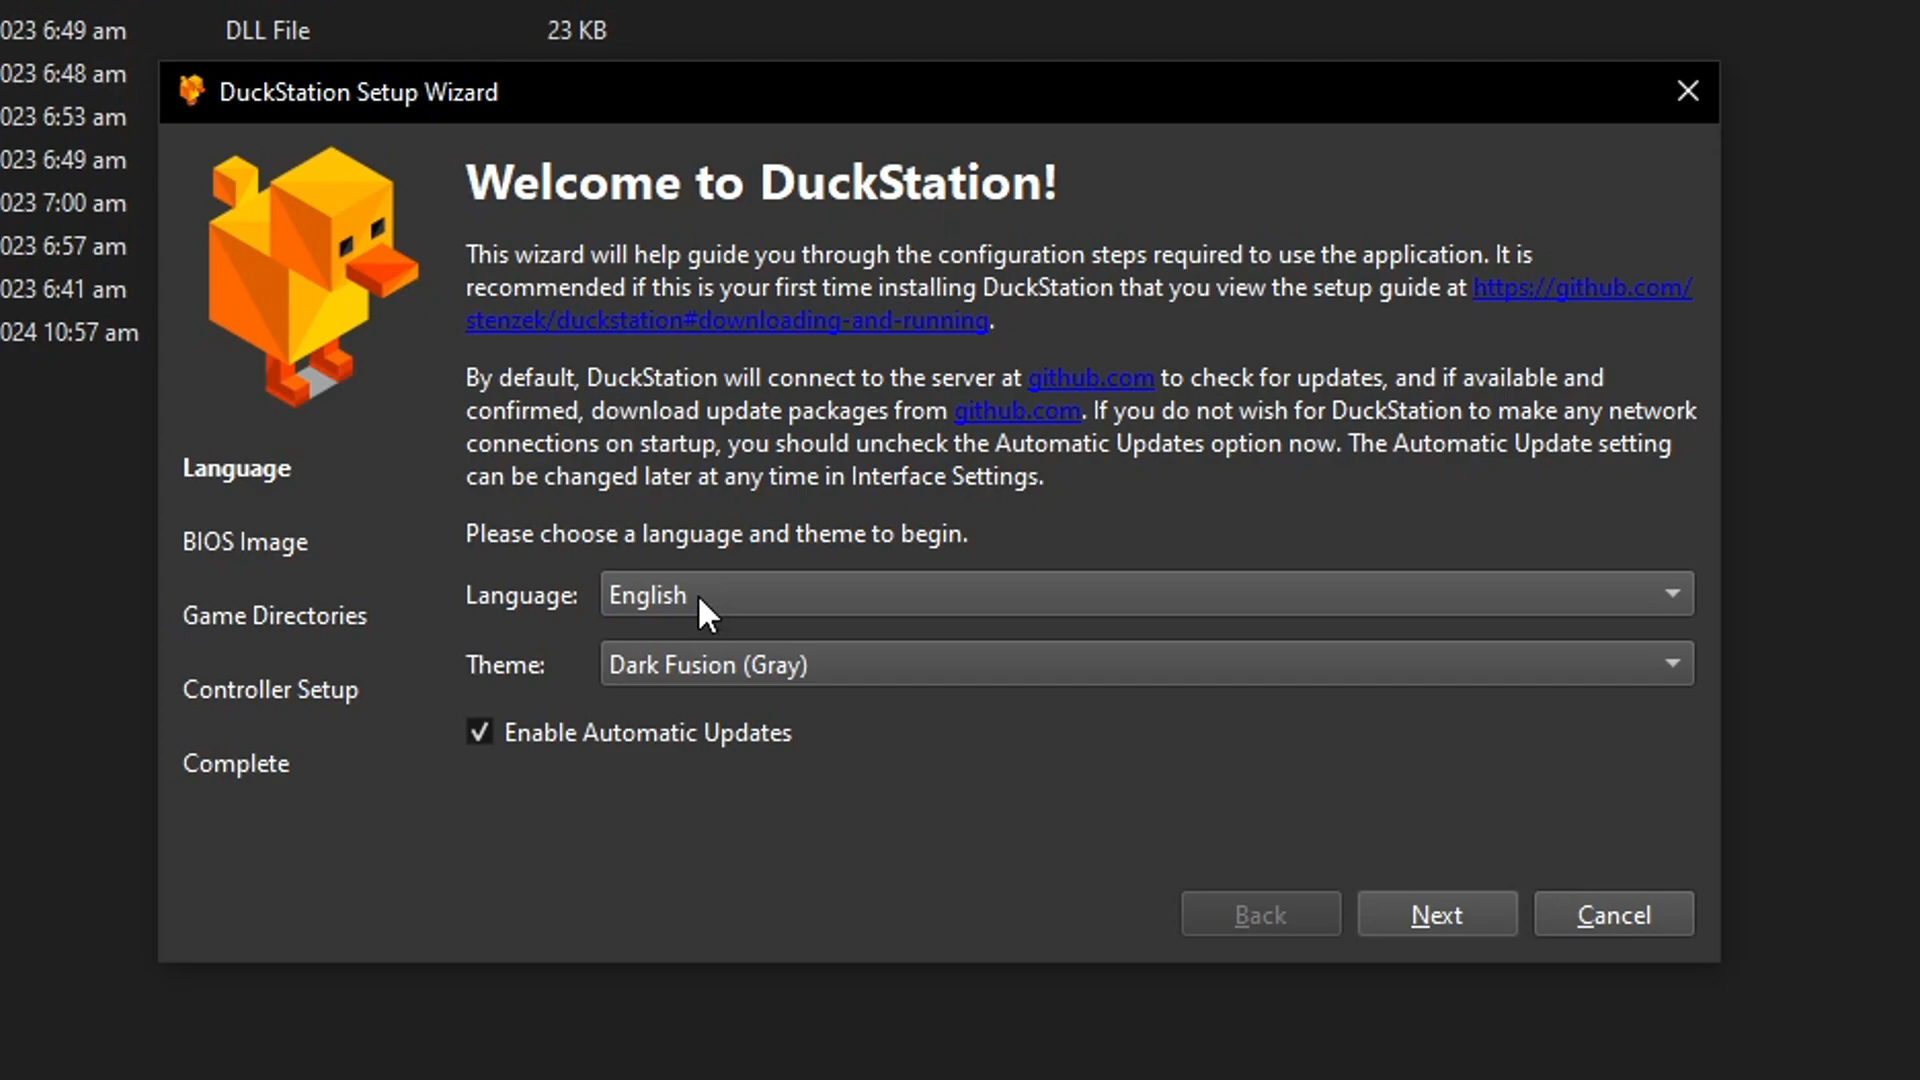 023 6:49 am DLL File 23 KB
023 6:48 am
023 6:53 am
023 6:49 am
023 7:00 am
023 6:57 am
023 6:41 am
024 10:57 am
DuckStation Setup Wizard
Language
BIOS Image
Game Directories
Controller Setup
Complete
Welcome to DuckStation!
This wizard will help guide you through the configuration steps required to use the application. It is
recommended if this is your first time installing DuckStation that you view the setup guide at https://github.com/
stenzek/duckstation#downloading-and-running.
By default, DuckStation will connect to the server at github.com to check for updates, and if available and
confirmed, download update packages from github.com. If you do not wish for DuckStation to make any network
connections on startup, you should uncheck the Automatic Updates option now. The Automatic Update setting
can be changed later at any time in Interface Settings.
Please choose a language and theme to begin.
Language: English
Theme: Dark Fusion (Gray)
Enable Automatic Updates
Back Next Cancel